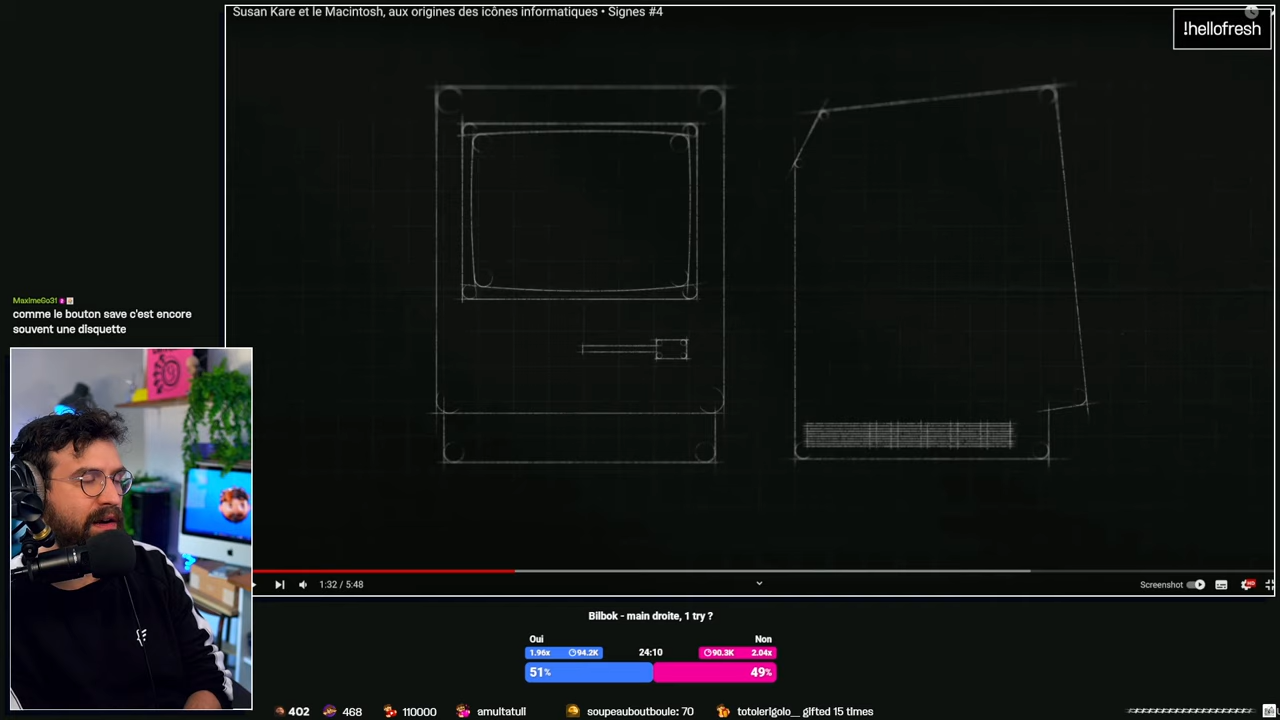 Susan Kare et le Macintosh, aux origines des icônes informatiques • Signes #4
!hellofresh
MaximeGo31
comme le bouton save c'est encore
souvent une disquette
1:32 / 5:48
Screenshot
HD
Bilbok - main droite, 1 try ?
Oui
Non
1.96x
94.2K
24:10
90.3K
2.04x
51%
49%
402
468
110000
amultatull
soupeauboutboule: 70
totolerigolo__ gifted 15 times